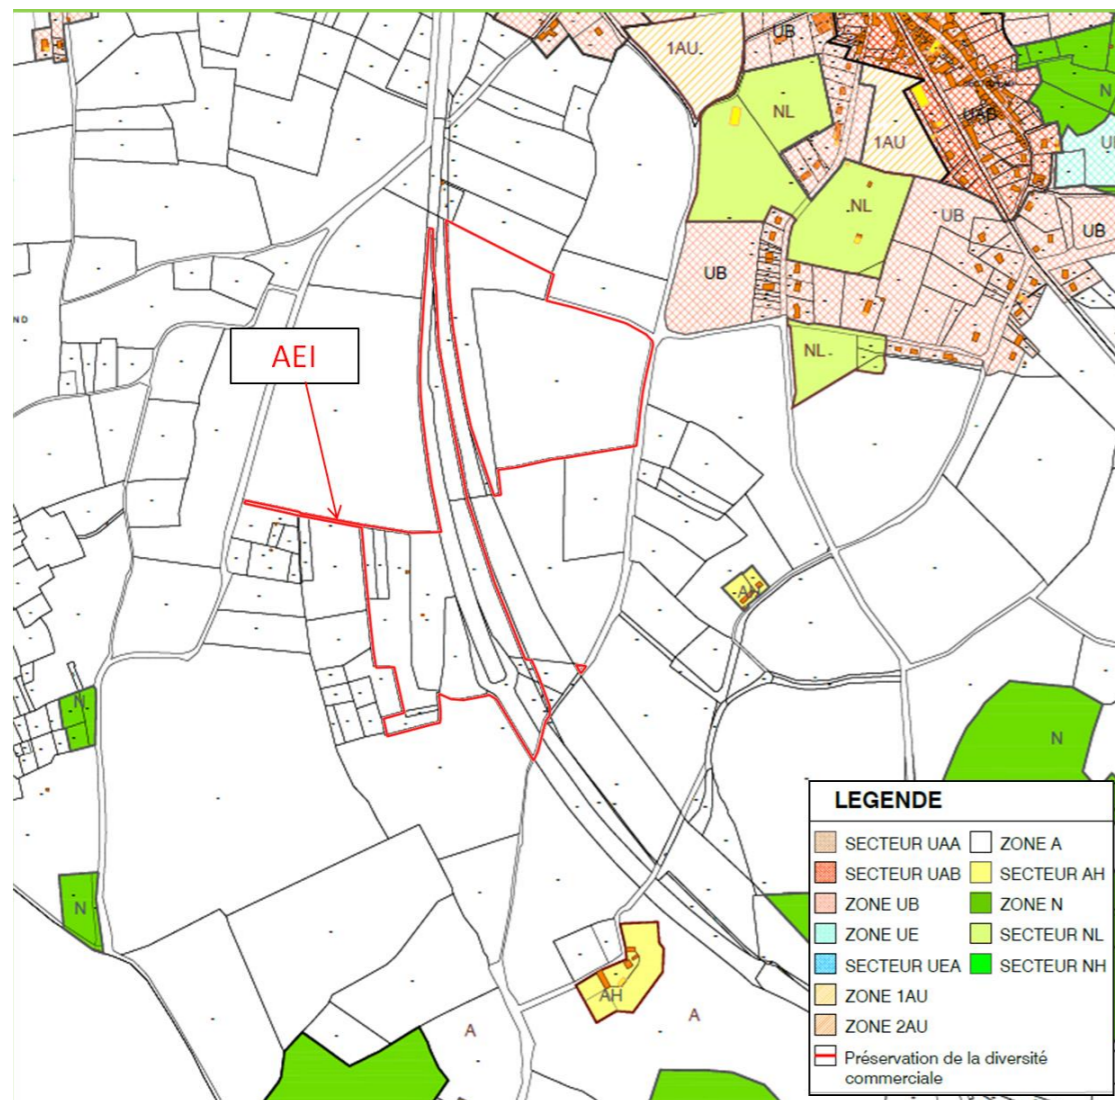 1AU
UB
N
NL
1AU
UAB
NL
UB
UB
UB
ND
NL
AEI
AH
N
N
N
AH
A
A
LEGENDE
SECTEUR UAA
ZONE A
SECTEUR UAB
SECTEUR AH
ZONE UB
ZONE N
ZONE UE
SECTEUR NL
SECTEUR UEA
SECTEUR NH
ZONE 1AU
ZONE 2AU
Préservation de la diversité
commerciale